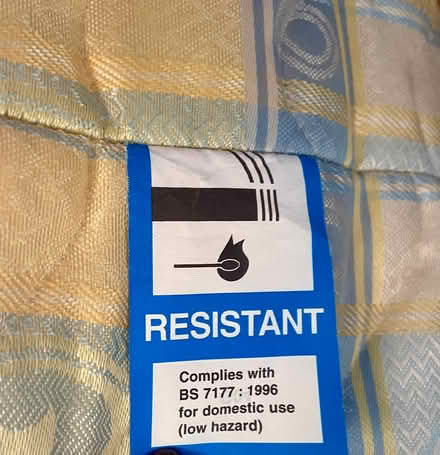 RESISTANT
Complies with
BS 7177 : 1996
for domestic use
(low hazard)